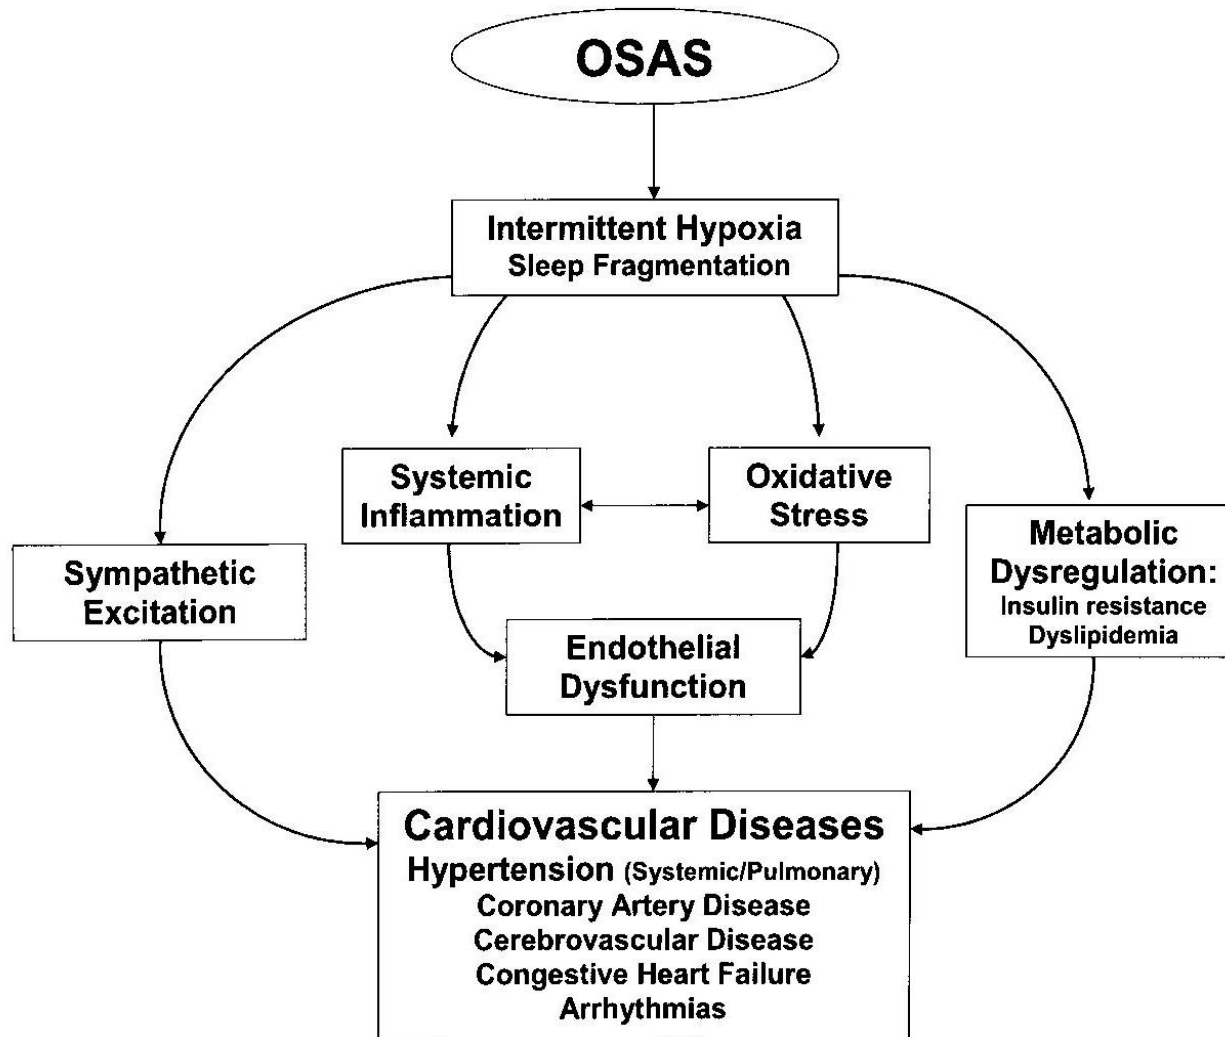 OSAS
Intermittent Hypoxia
Sleep Fragmentation
Systemic
Inflammation
Oxidative
Stress
Sympathetic
Excitation
Metabolic
Dysregulation:
Insulin resistance
Dyslipidemia
Endothelial
Dysfunction
Cardiovascular Diseases
Hypertension (Systemic/Pulmonary)
Coronary Artery Disease
Cerebrovascular Disease
Congestive Heart Failure
Arrhythmias